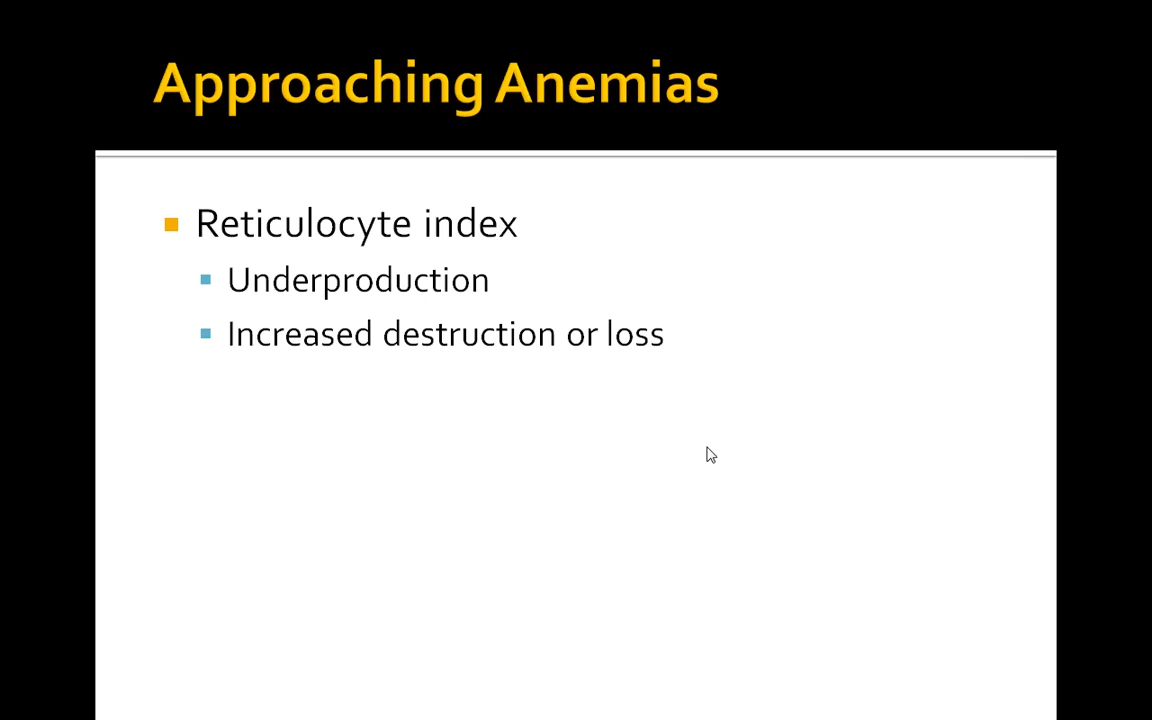 Approaching Anemias
Reticulocyte index
Underproduction
Increased destruction or loss